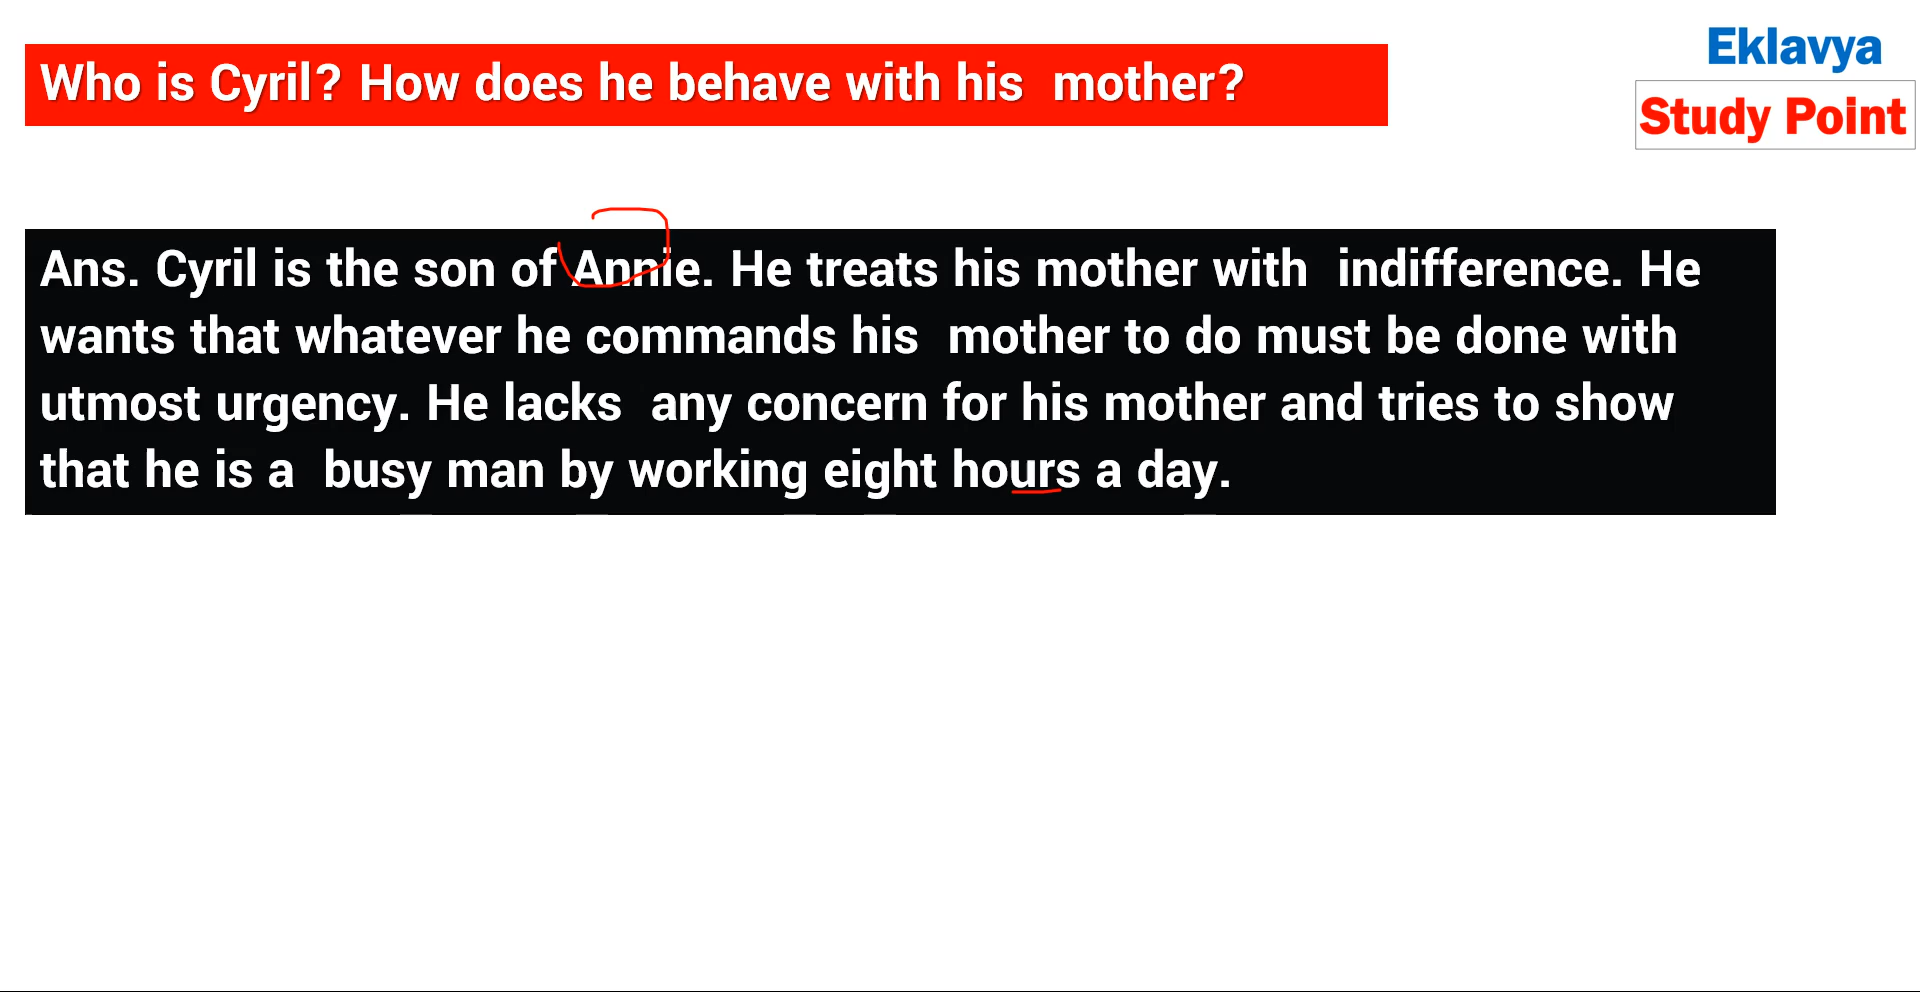 Eklavya
Study Point
Who is Cyril? How does he behave with his mother?
Ans. Cyril is the son of Annie. He treats his mother with indifference. He
wants that whatever he commands his mother to do must be done with
utmost urgency. He lacks any concern for his mother and tries to show
that he is a busy man by working eight hours a day.